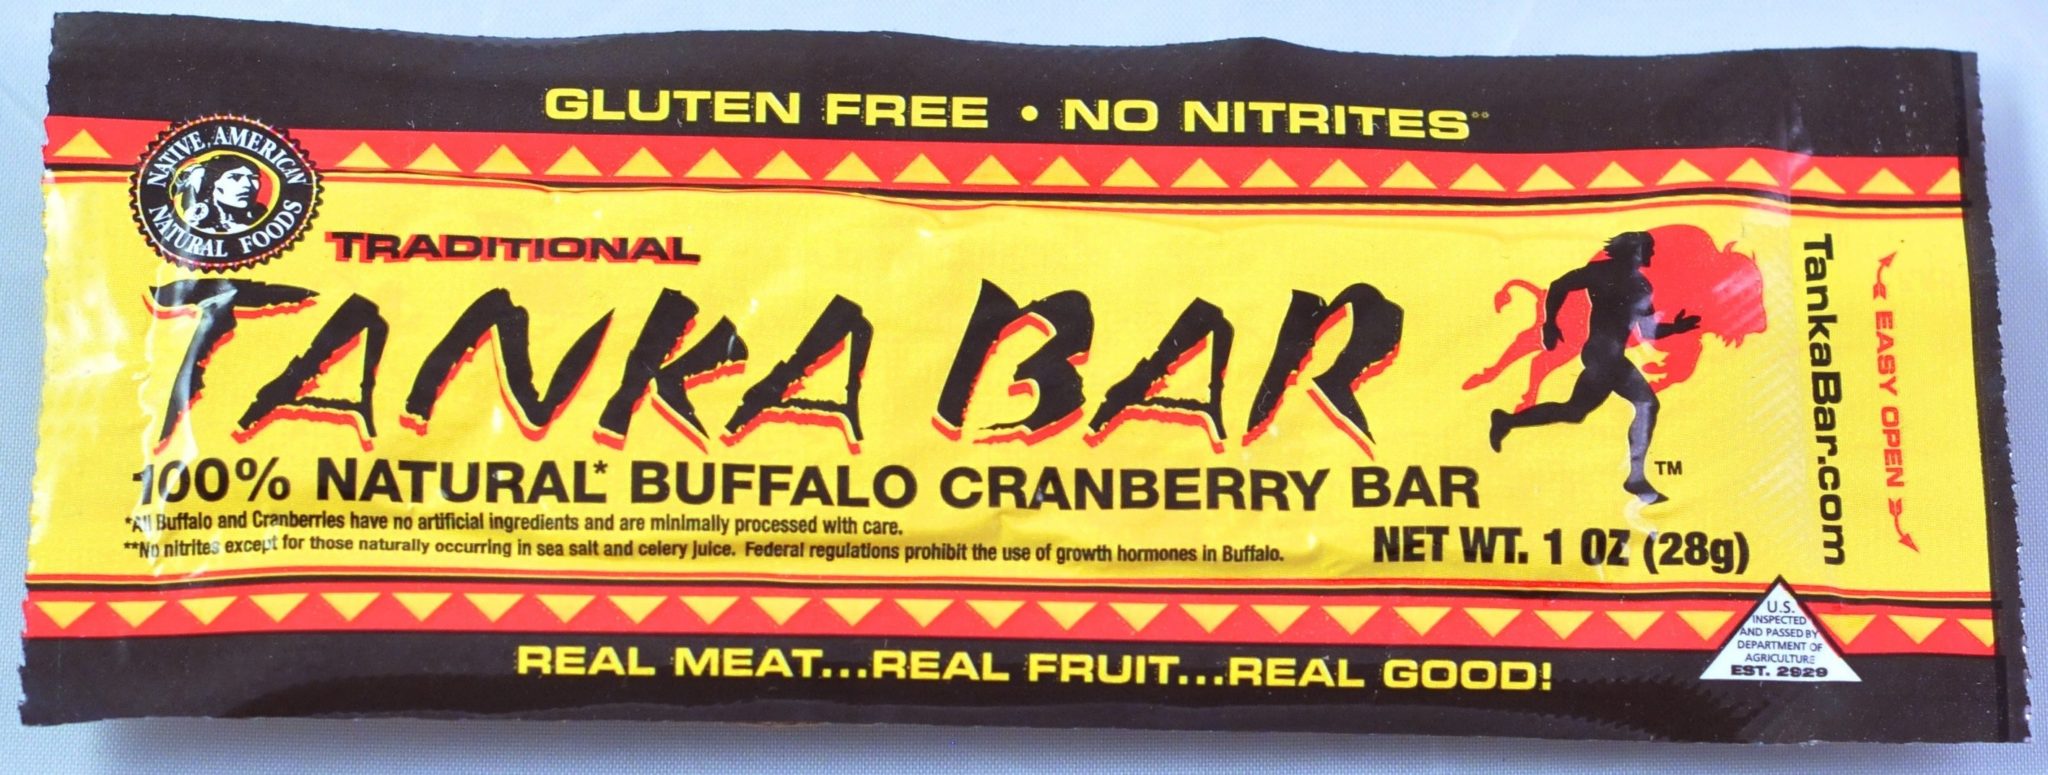 GLUTEN FREE • NO NITRITES**
NATIVE AMERICAN
NATURAL FOODS
TRADITIONAL
TANKA BAR
100% NATURAL* BUFFALO CRANBERRY BAR
*All Buffalo and Cranberries have no artificial ingredients and are minimally processed with care.
**No nitrites except for those naturally occurring in sea salt and celery juice. Federal regulations prohibit the use of growth hormones in Buffalo.
NET WT. 1 OZ (28g)
TM
TankaBar.com
EASY OPEN
U.S.
INSPECTED
AND PASSED BY
DEPARTMENT OF
AGRICULTURE
EST. 2929
REAL MEAT...REAL FRUIT...REAL GOOD!